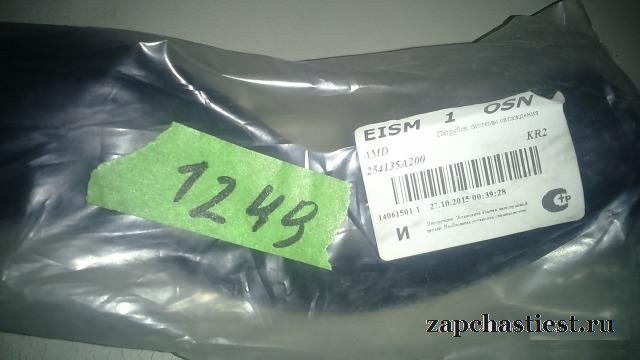 1249
EISM 1 OSN
Патрубок системы охлаждения
AMD KR2
254135A200
14061501-1 27.10.2015 00:39:28
И
Стр
zapchastiest.ru